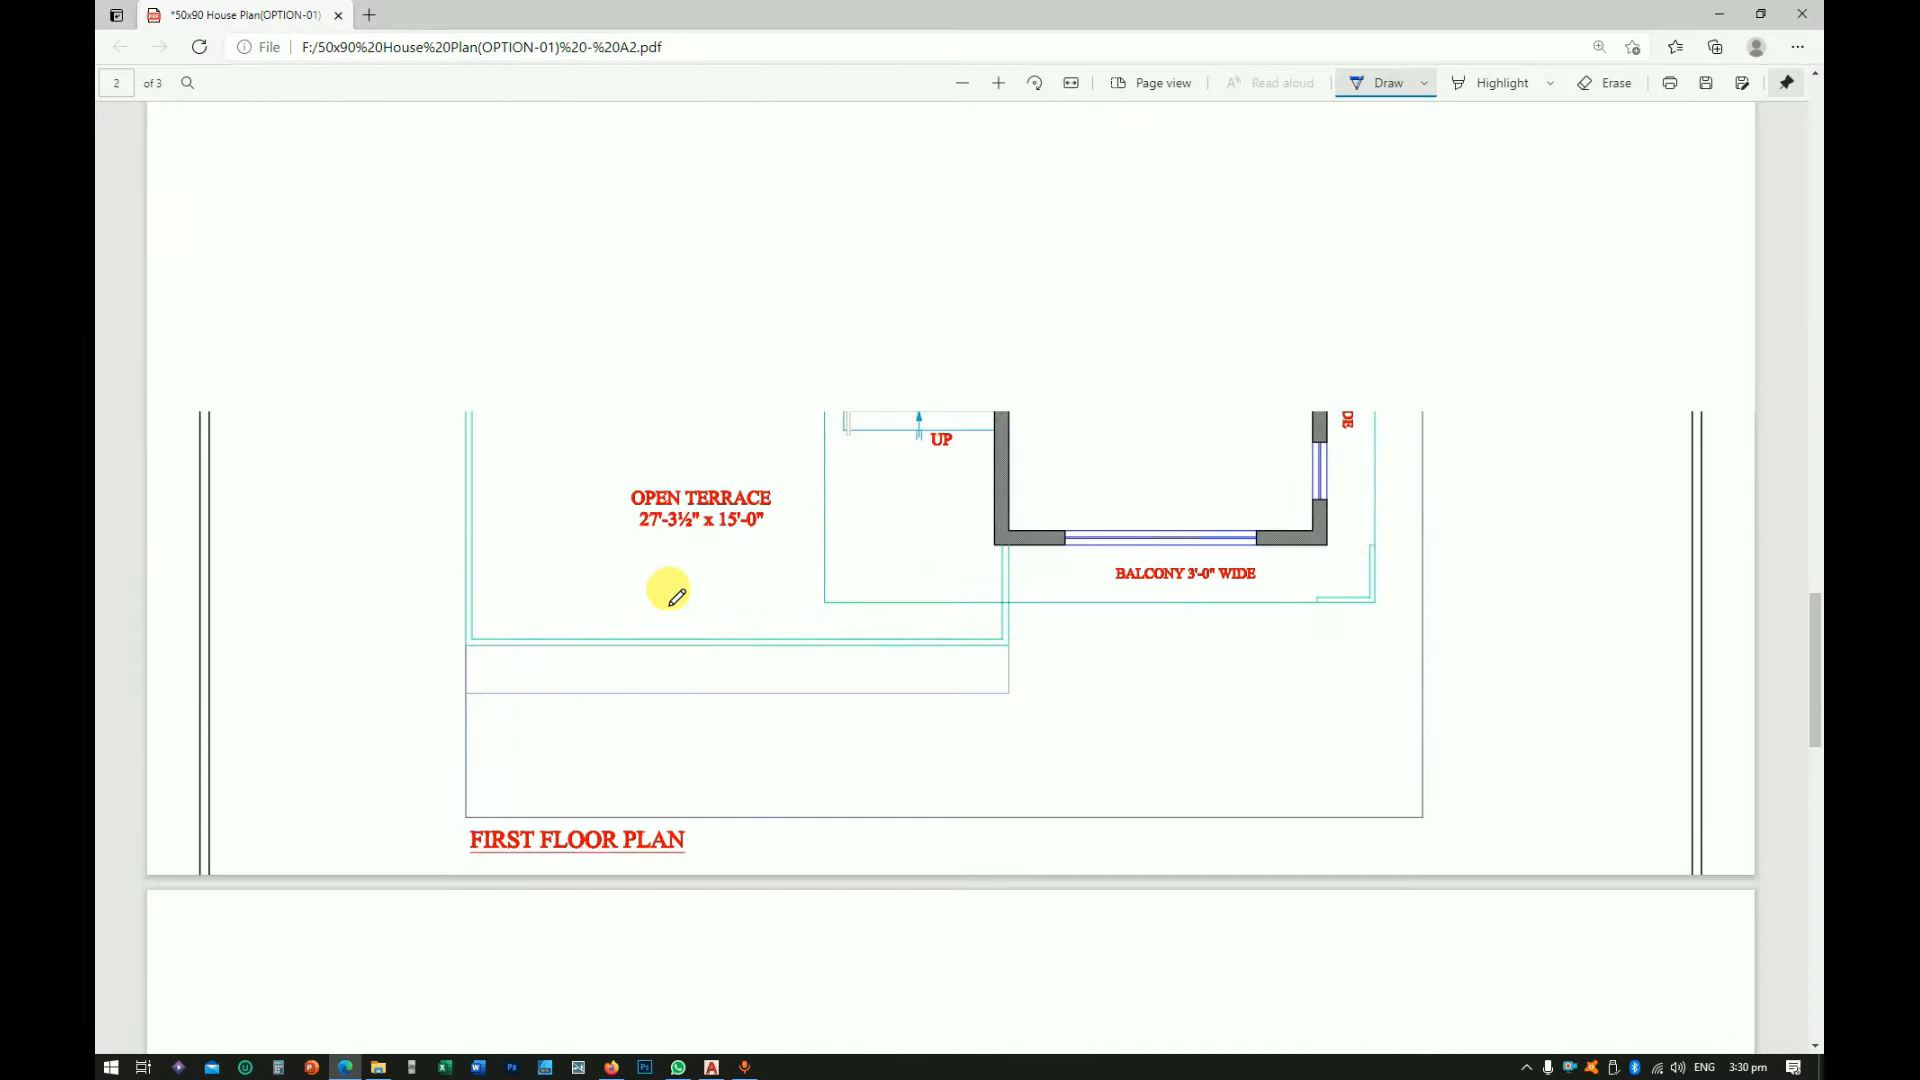 *50x90 House Plan(OPTION-01)
File
F:/50x90%20House%20Plan(OPTION-01)%20-%20A2.pdf
2
of 3
Page view
Read aloud
Draw
Highlight
Erase
DE
UP
OPEN TERRACE
27'-3½" x 15'-0"
BALCONY 3'-0" WIDE
FIRST FLOOR PLAN
ENG
3:30 pm